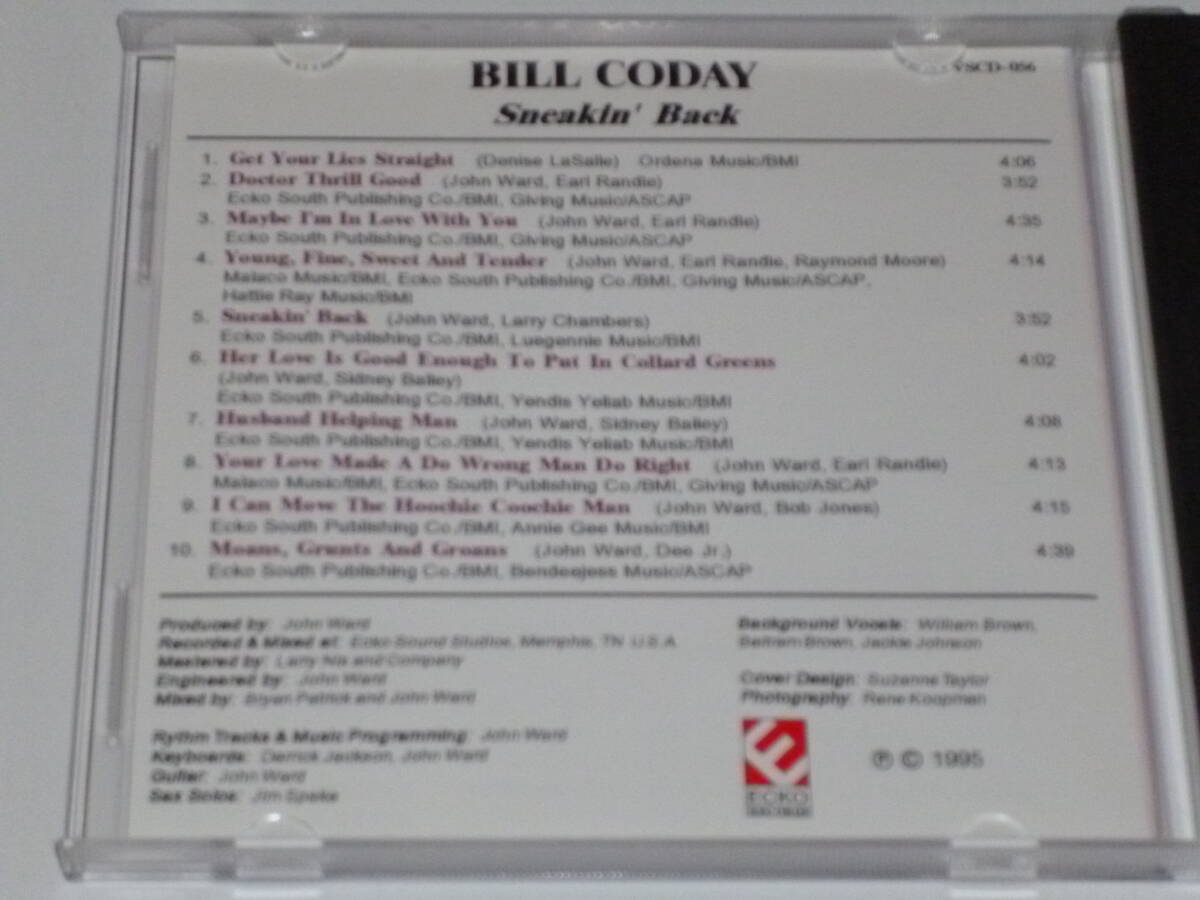 BILL CODAY
VSCD-056
Sneakin' Back
1. Get Your Lies Straight (Denise LaSalle) Ordena Music/BMI 4:06
2. Doctor Thrill Good (John Ward, Earl Randle) 3:52
Ecko South Publishing Co./BMI, Giving Music/ASCAP
3. Maybe I'm In Love With You (John Ward, Earl Randle) 4:35
Ecko South Publishing Co./BMI, Giving Music/ASCAP
4. Young, Fine, Sweet And Tender (John Ward, Earl Randle, Raymond Moore) 4:14
Malaco Music/BMI, Ecko South Publishing Co./BMI, Giving Music/ASCAP,
Hattie Ray Music/BMI
5. Sneakin' Back (John Ward, Larry Chambers) 3:52
Ecko South Publishing Co./BMI, Luegennie Music/BMI
6. Her Love Is Good Enough To Put In Collard Greens 4:02
(John Ward, Sidney Bailey)
Ecko South Publishing Co./BMI, Yendis Yeliab Music/BMI
7. Husband Helping Man (John Ward, Sidney Bailey) 4:08
Ecko South Publishing Co./BMI, Yendis Yeliab Music/BMI
8. Your Love Made A Do Wrong Man Do Right (John Ward, Earl Randle) 4:13
Malaco Music/BMI, Ecko South Publishing Co./BMI, Giving Music/ASCAP
9. I Can Move The Hoochie Coochie Man (John Ward, Bob Jones) 4:15
Ecko South Publishing Co./BMI, Annie Gee Music/BMI
10. Moans, Grunts And Groans (John Ward, Dee Jr.) 4:39
Ecko South Publishing Co./BMI, Bendeejess Music/ASCAP
Produced by: John Ward
Recorded & Mixed at: Ecko Sound Studios, Memphis, TN U.S.A.
Mastered by: Larry Nix and Company
Engineered by: John Ward
Mixed by: Bryan Patrick and John Ward
Rythm Tracks & Music Programming: John Ward
Keyboards: Derrick Jackson, John Ward
Guitar: John Ward
Sax Solos: Jim Spake
Background Vocals: William Brown,
Bertram Brown, Jackie Johnson
Cover Design: Suzanne Taylor
Photography: Rene Koopman
ECKO
RECORDS
℗ © 1995